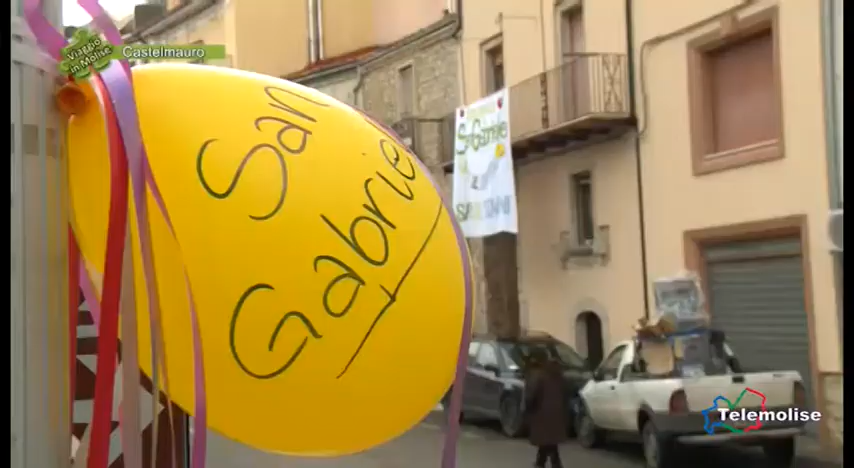 Viaggio
in Molise
Castelmauro
San
Gabriele
Telemolise